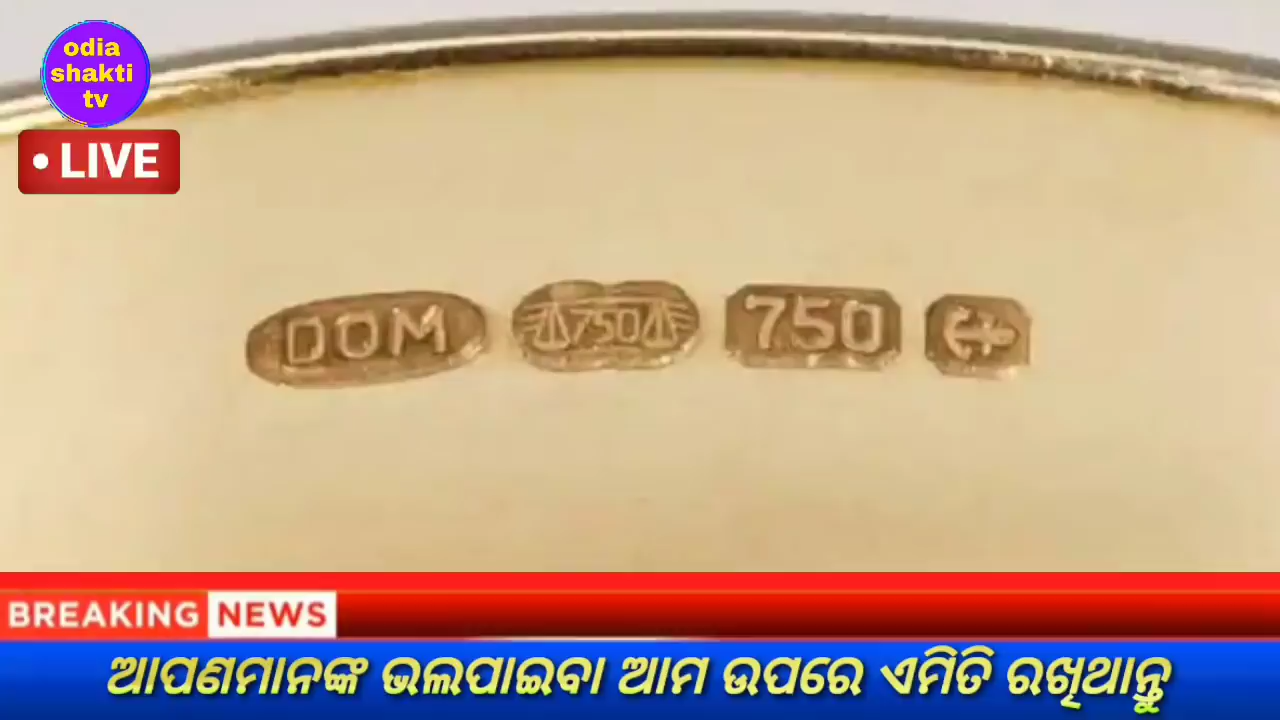 odia
shakti
tv
• LIVE
DOM 750 750
BREAKING NEWS
ଆପଣମାନଙ୍କ ଭଲପାଇବା ଆମ ଉପରେ ଏମିତି ରଖିଥାନ୍ତୁ